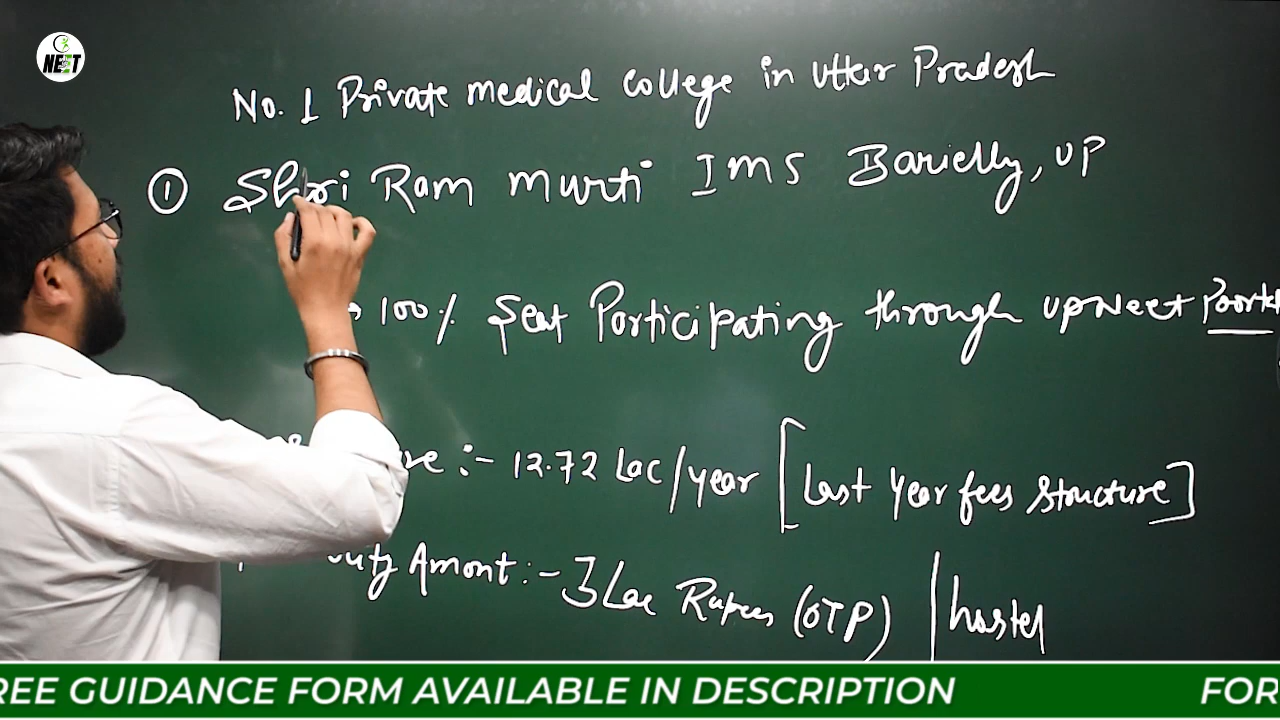 NEET
No. 1 Private medical college in Uttar Pradesh
① Shri Ram Murti IMS Barielly, UP
100% Seat Participating through UPNeet
:- 12.72 Lac/year [Last Year fees structure]
Amont :- 3 Lac Rupees (OTP) | hostel
REE GUIDANCE FORM AVAILABLE IN DESCRIPTION FOR